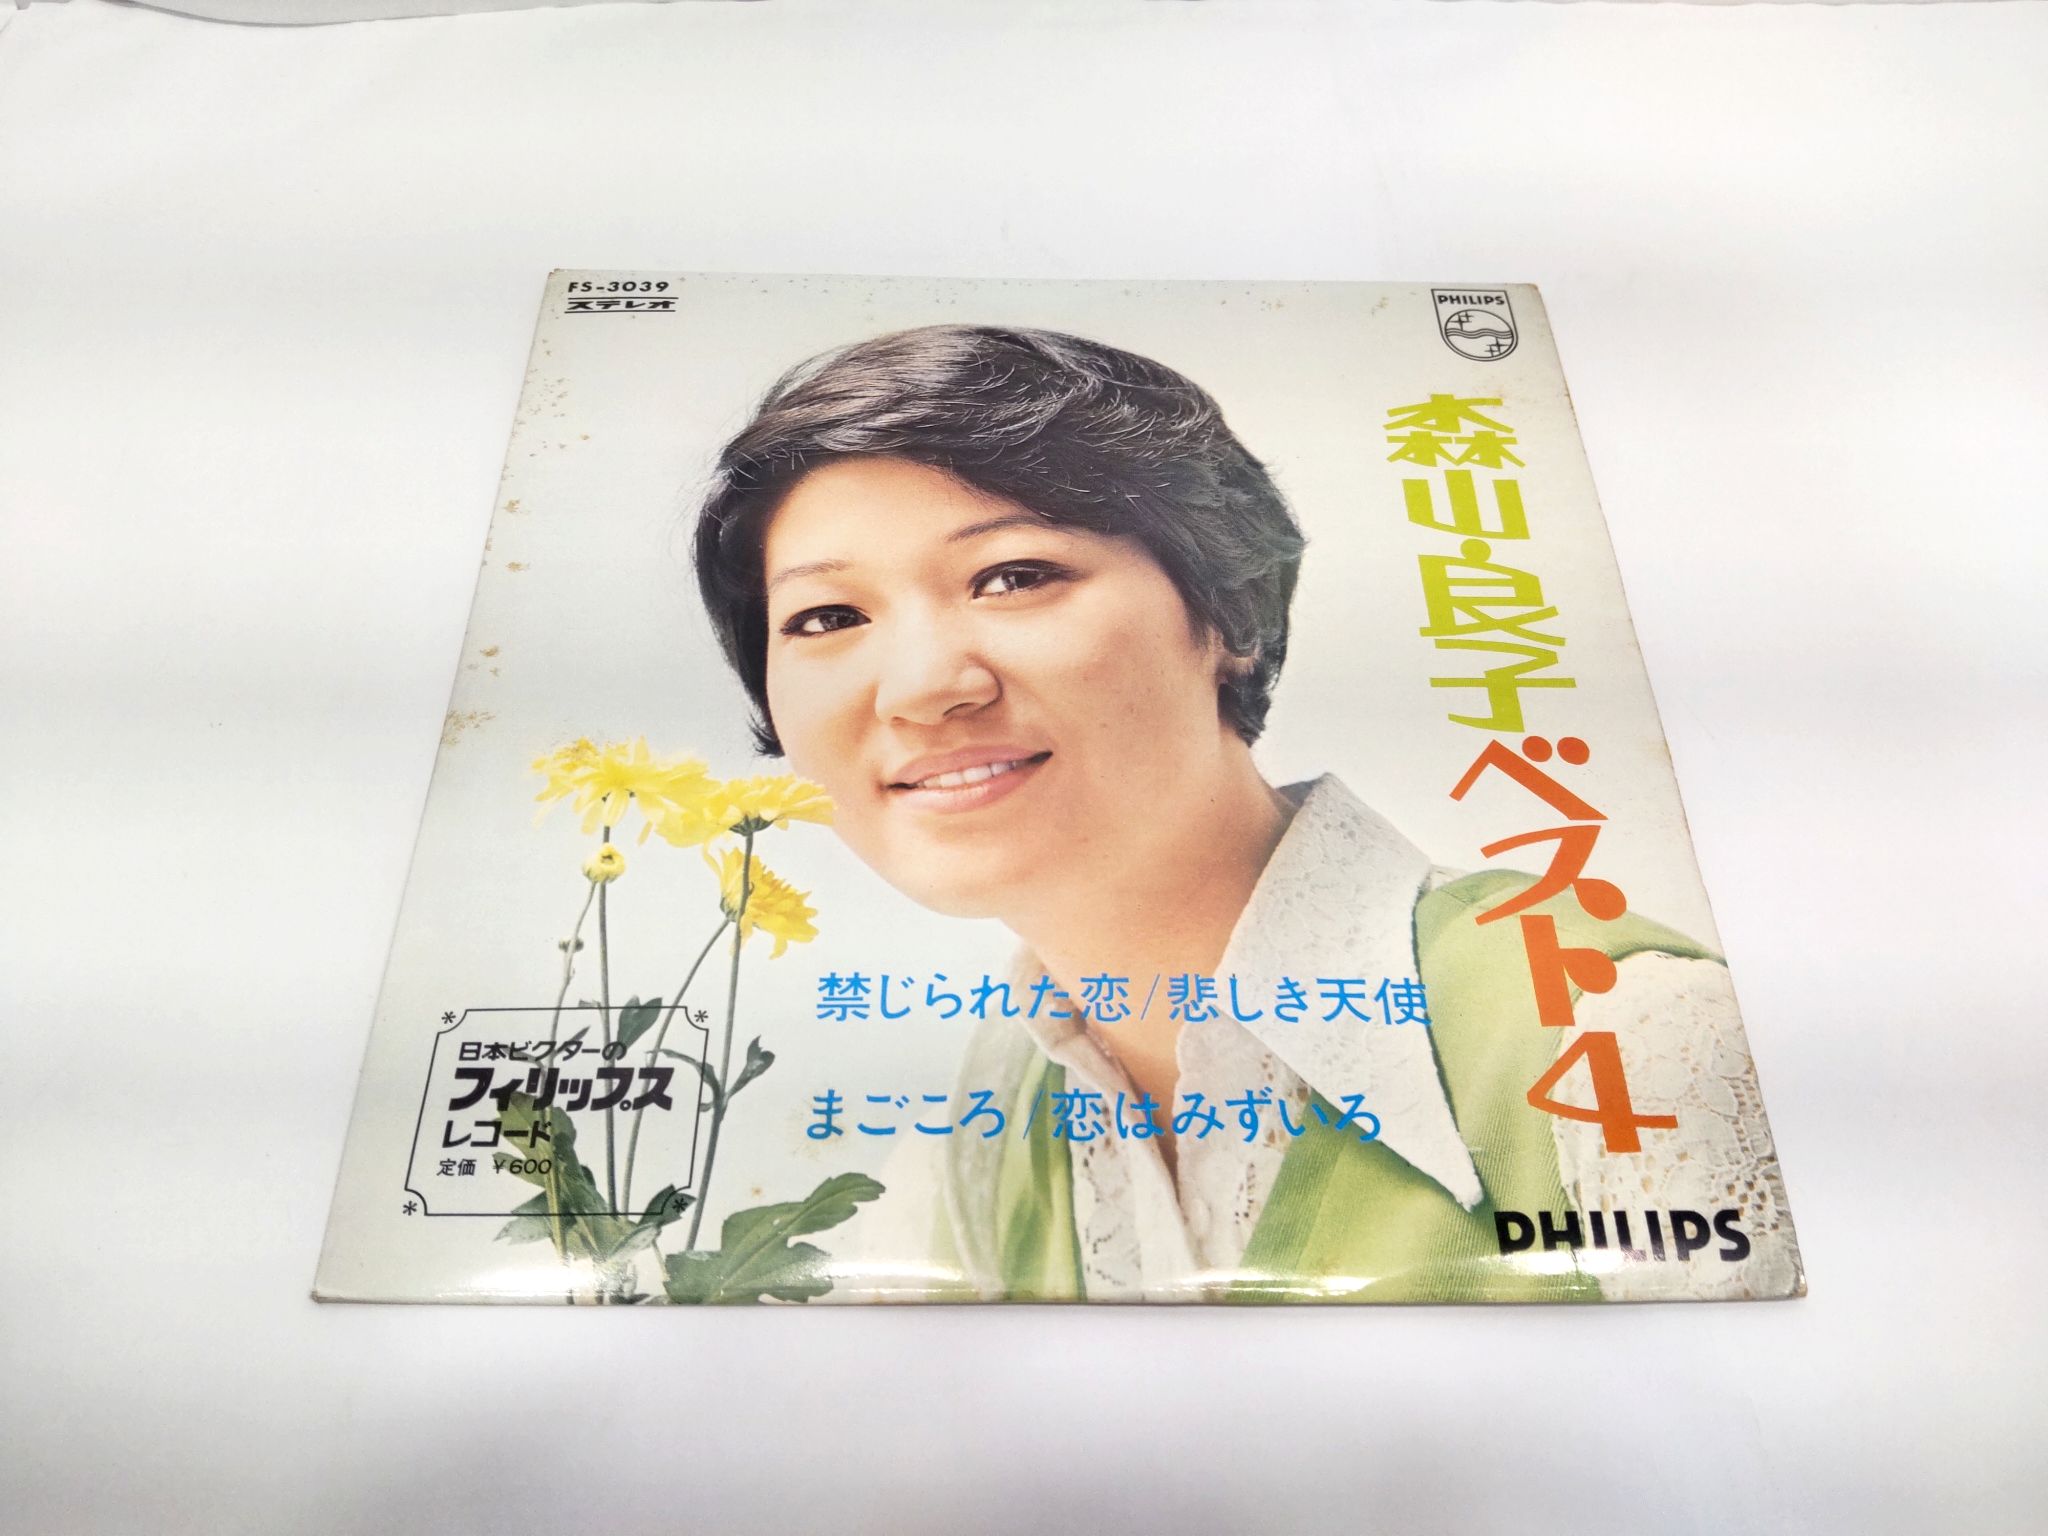 FS-3039
ステレオ
PHILIPS
森山良子ベスト4
禁じられた恋/悲しき天使
まごころ/恋はみずいろ
日本ビクターの
フィリップス
レコード
定価 ¥600
PHILIPS